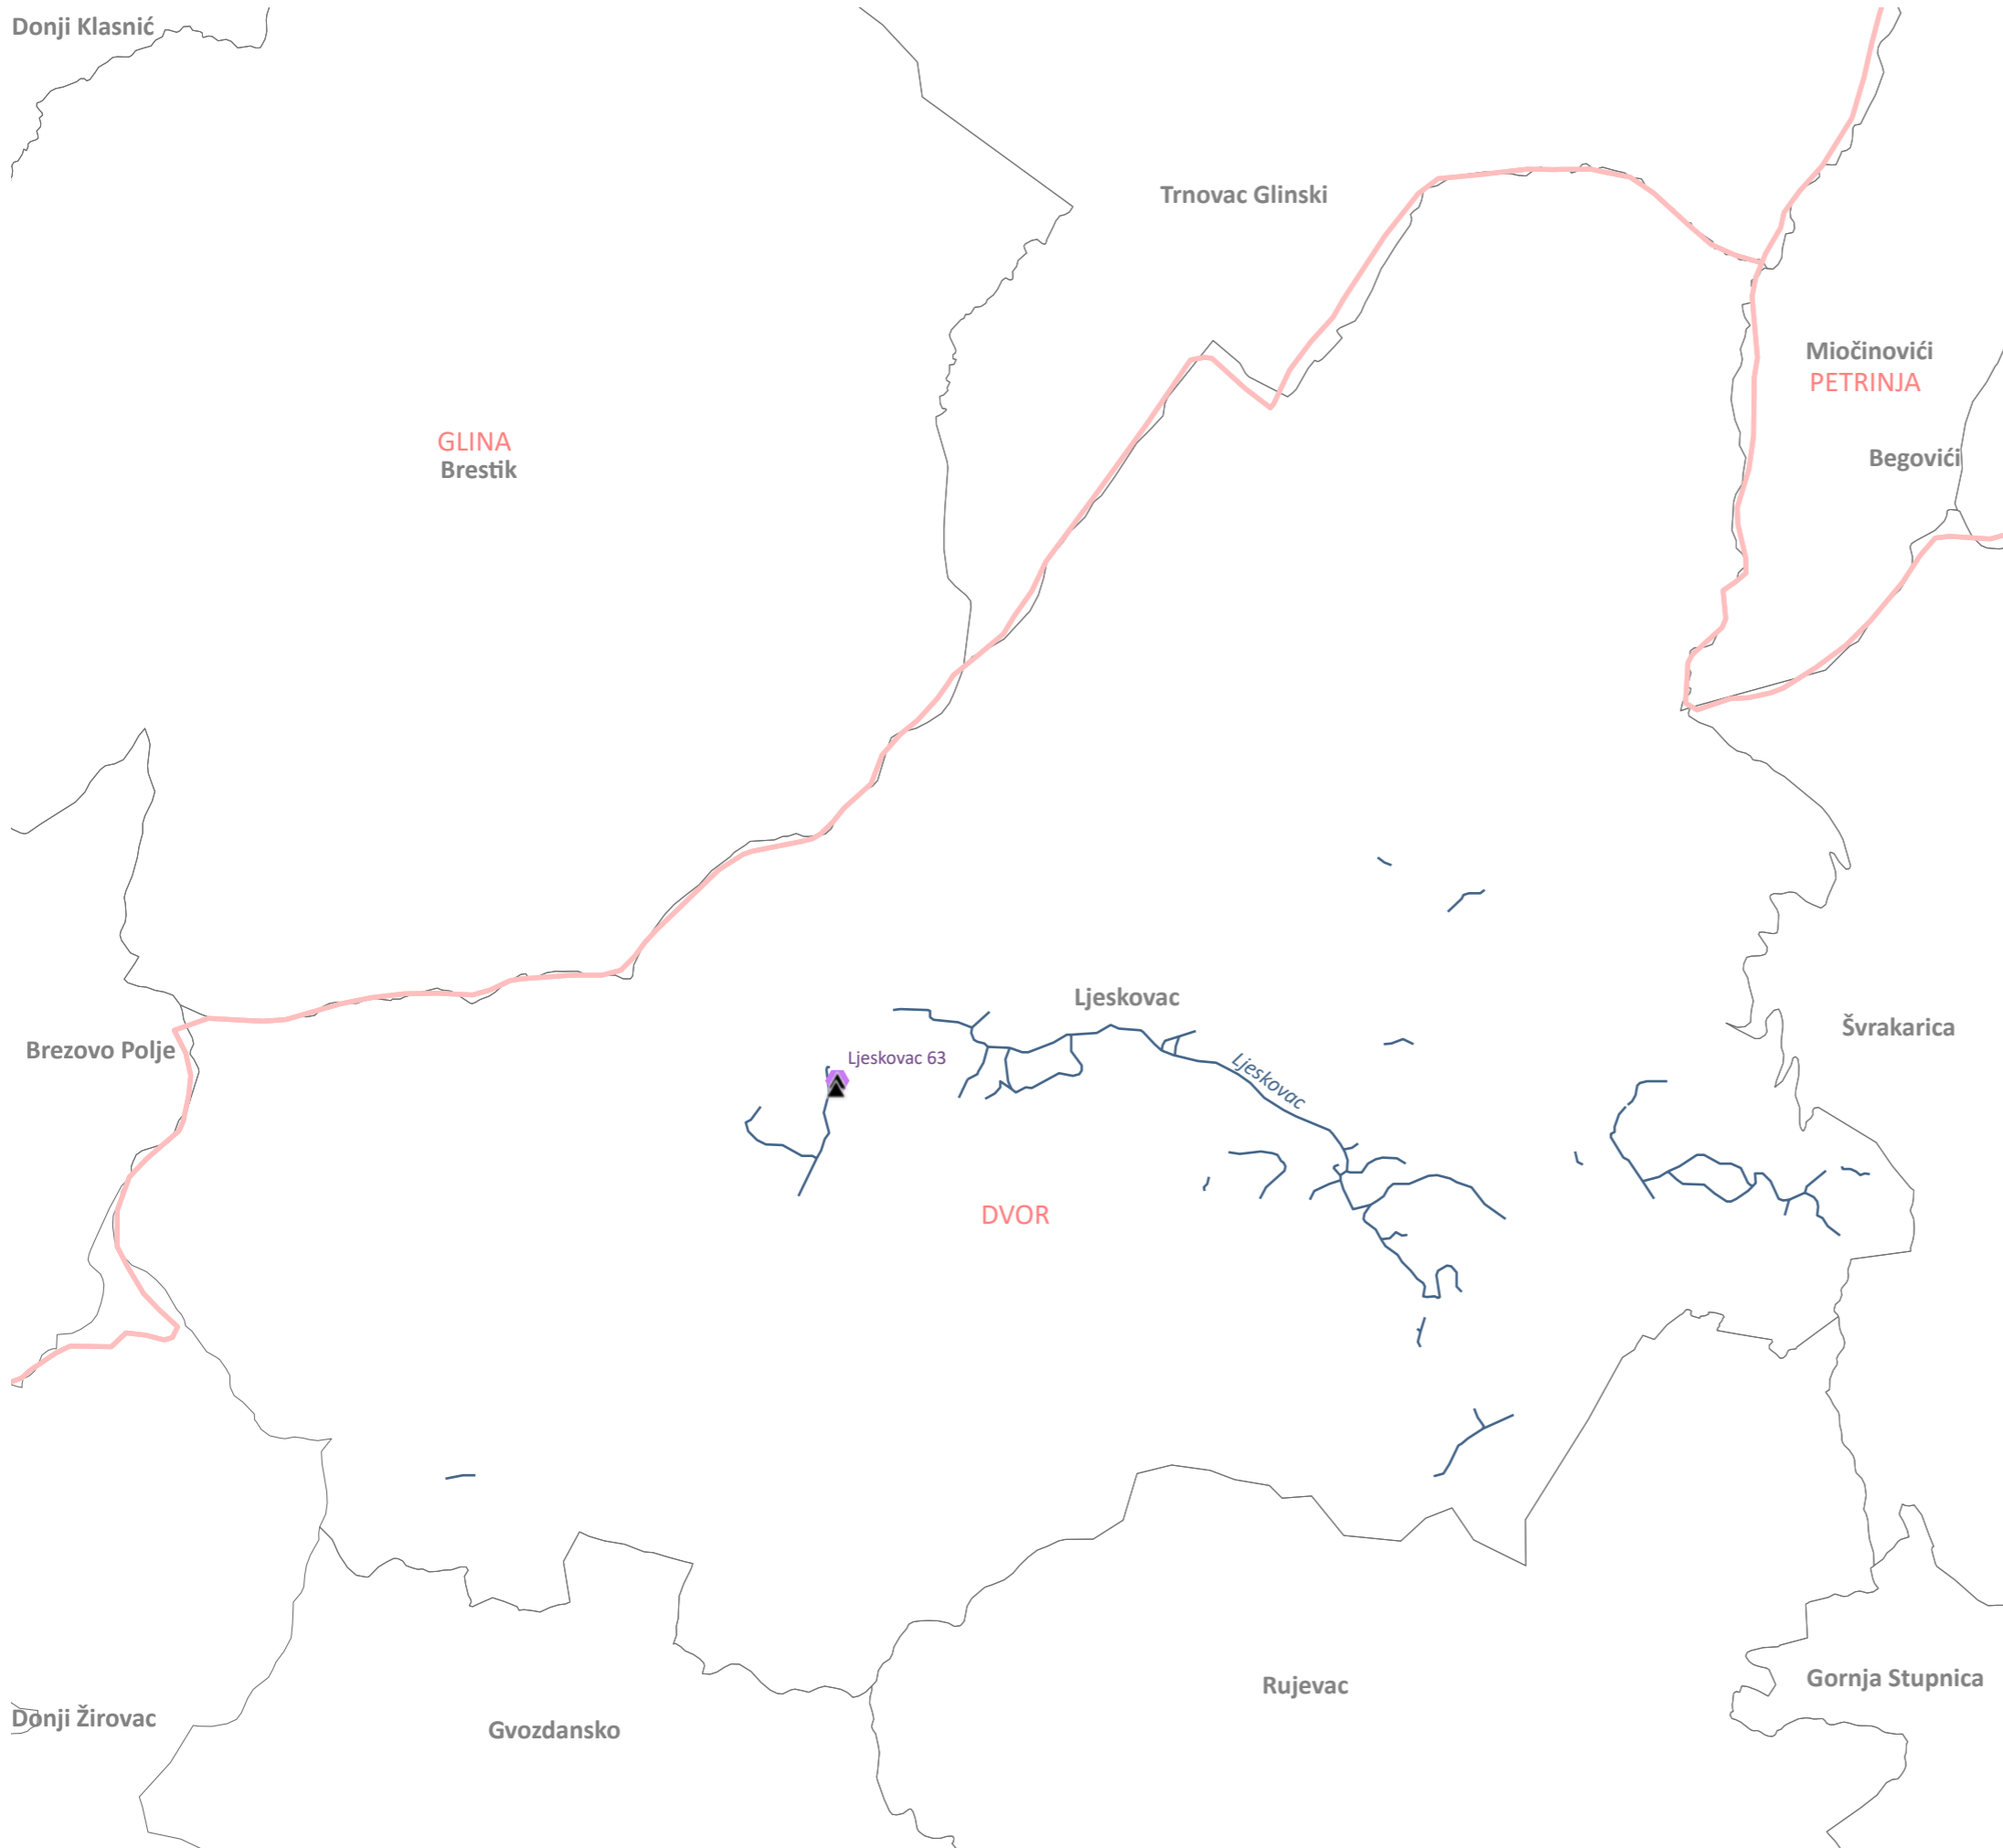 Donji Klasnić
Trnovac Glinski
Miočinovići
PETRINJA
GLINA
Brestik
Begovići
Ljeskovac
Švrakarica
Brezovo Polje
Ljeskovac 63
Ljeskovac
DVOR
Rujevac
Gornja Stupnica
Donji Žirovac
Gvozdansko